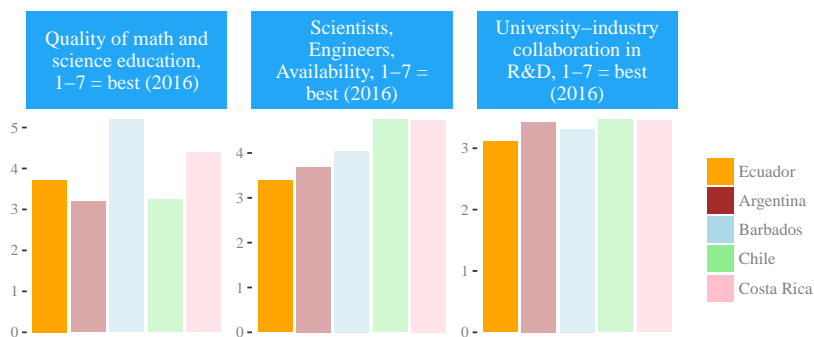 Quality of math and
science education,
1−7 = best (2016)
Scientists,
Engineers,
Availability, 1−7 =
best (2016)
University−industry
collaboration in
R&D, 1−7 = best
(2016)
5
4
3
2
1
0
4
3
2
1
0
3
2
1
0
Ecuador
Argentina
Barbados
Chile
Costa Rica